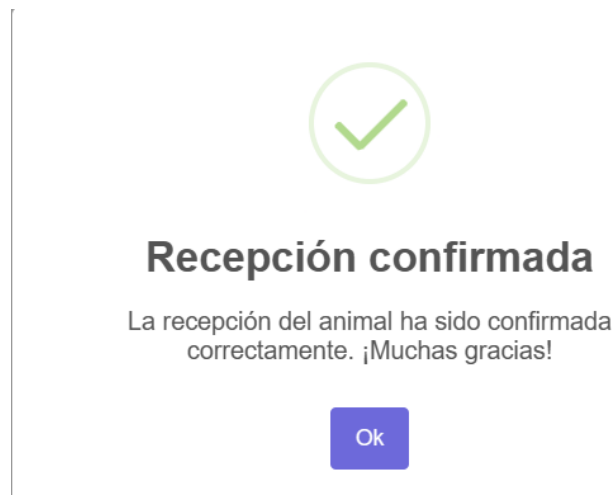 Recepción confirmada
La recepción del animal ha sido confirmada
correctamente. ¡Muchas gracias!
Ok